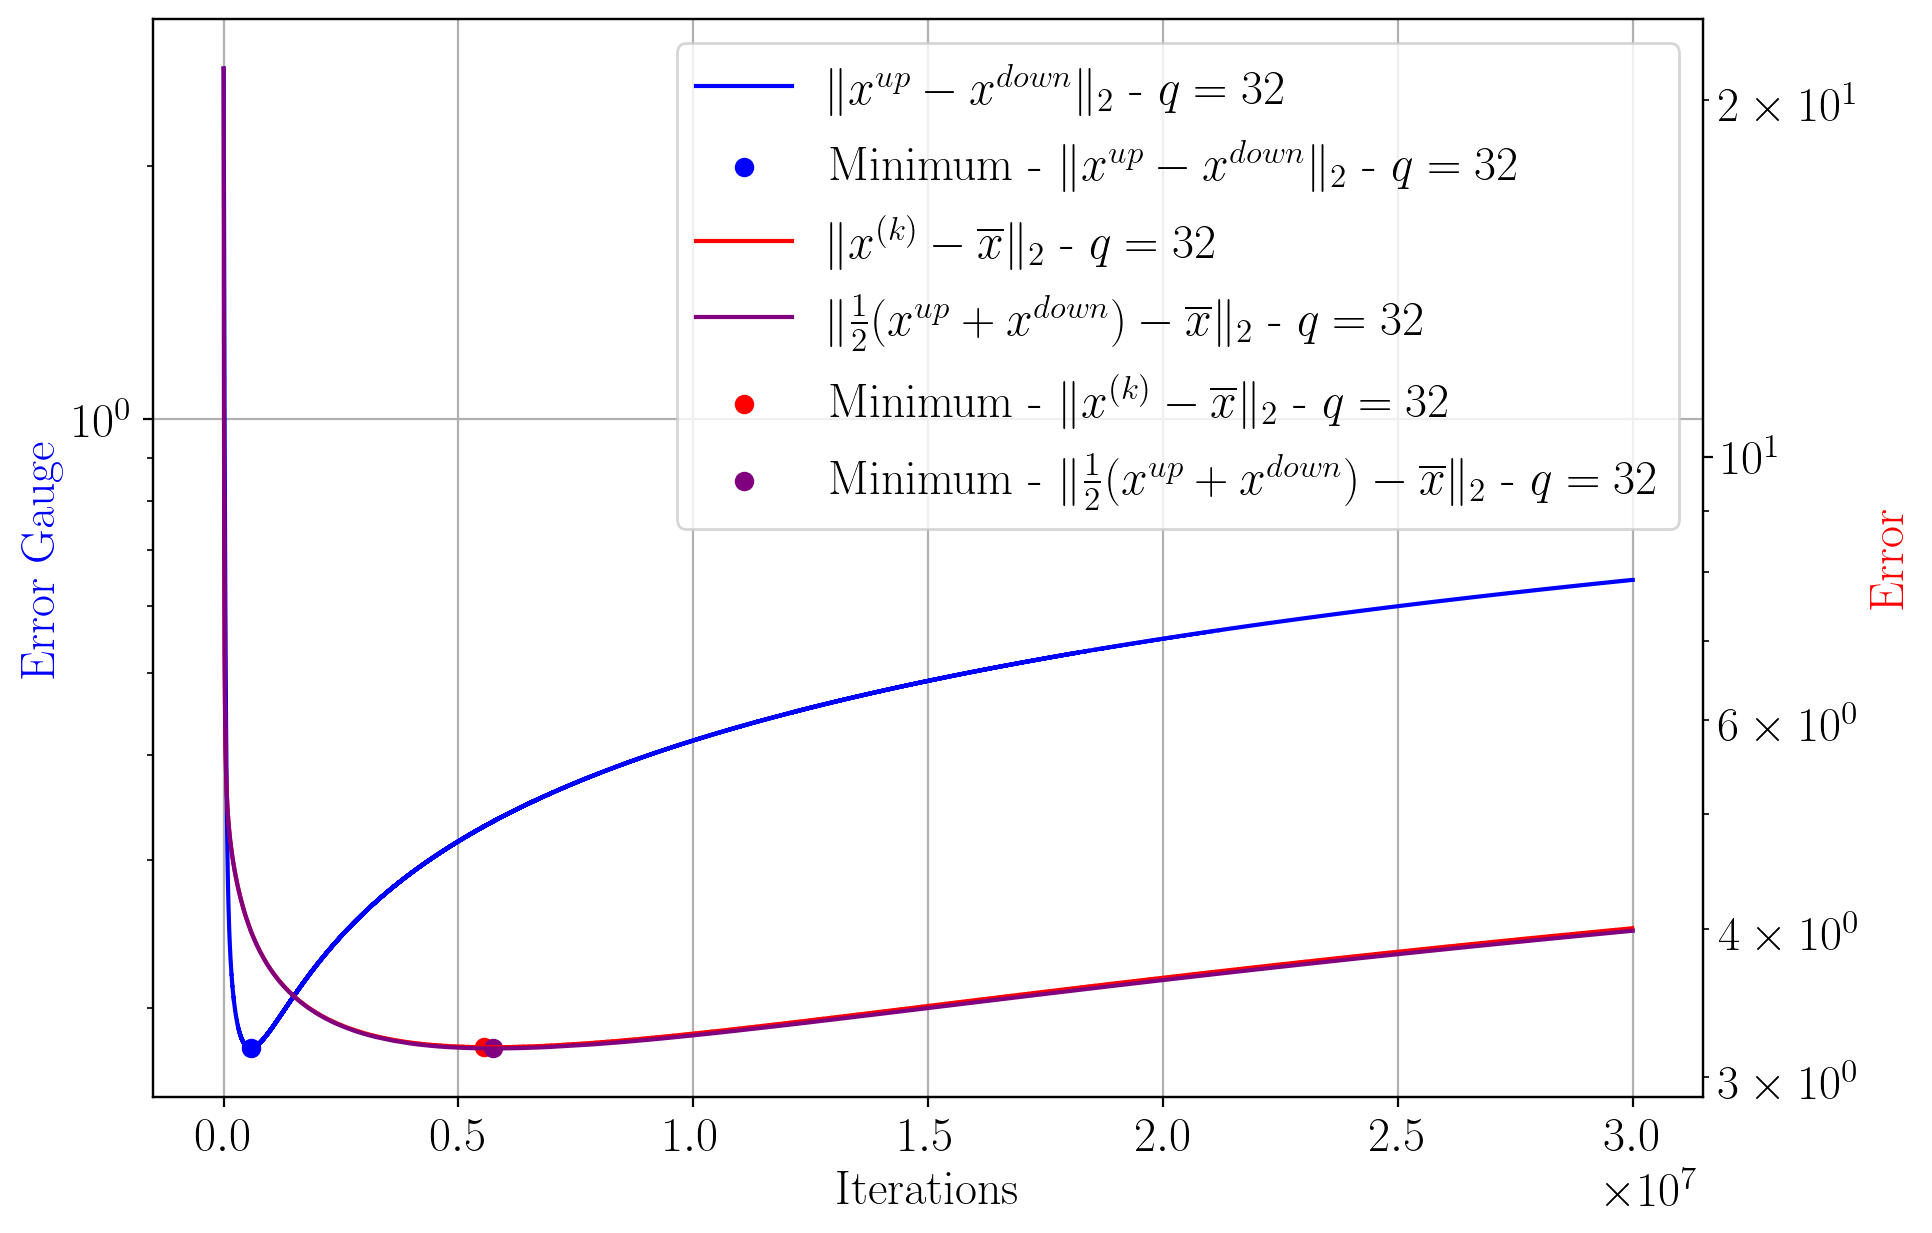 ‖x^{up} − x^{down}‖₂ - q = 32
Minimum - ‖x^{up} − x^{down}‖₂ - q = 32
‖x^{(k)} − x̅‖₂ - q = 32
‖½(x^{up} + x^{down}) − x̅‖₂ - q = 32
Minimum - ‖x^{(k)} − x̅‖₂ - q = 32
Minimum - ‖½(x^{up} + x^{down}) − x̅‖₂ - q = 32
10⁰
Error Gauge
2 × 10¹
10¹
6 × 10⁰
4 × 10⁰
3 × 10⁰
Error
0.0 0.5 1.0 1.5 2.0 2.5 3.0
Iterations
×10⁷